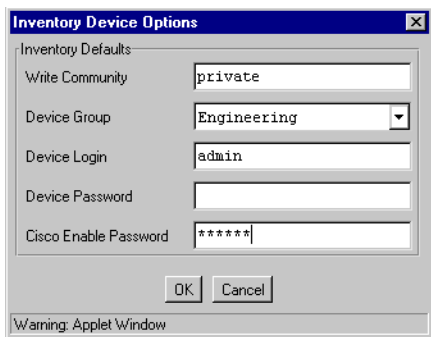 Inventory Device Options
Inventory Defaults
Write Community private
Device Group Engineering
Device Login admin
Device Password
Cisco Enable Password ******
OK Cancel
Warning: Applet Window